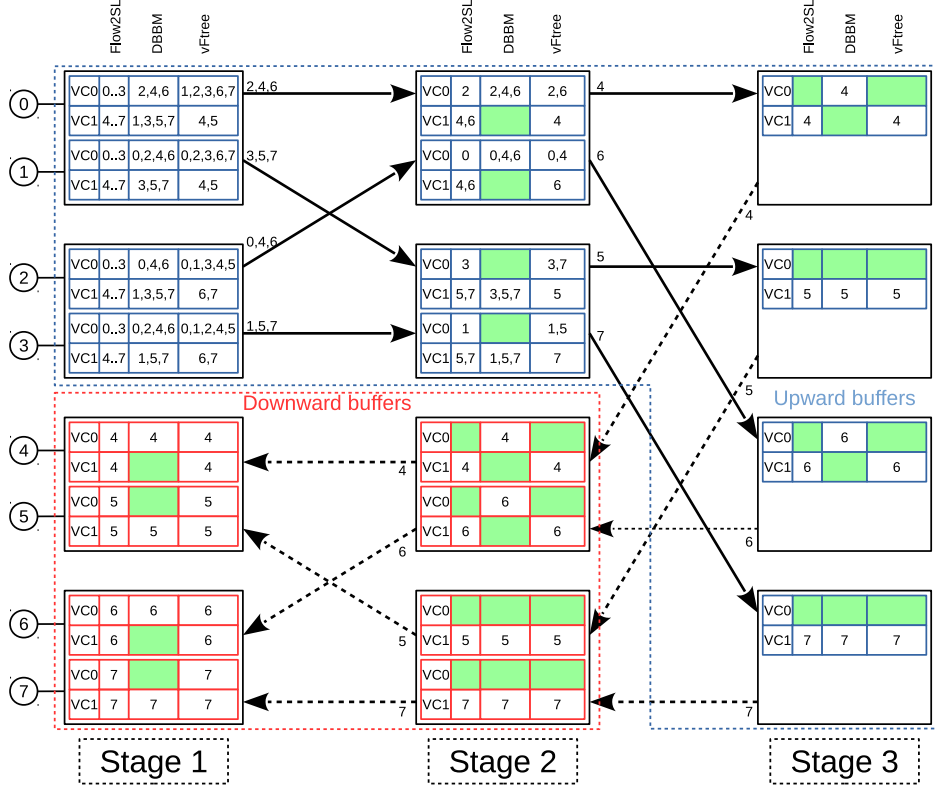 Flow2SL DBBM vFtree Flow2SL DBBM vFtree Flow2SL DBBM vFtree
0
VC0 0..3 2,4,6 1,2,3,6,7
VC1 4..7 1,3,5,7 4,5
2,4,6
VC0 2 2,4,6 2,6
VC1 4,6 4
4
VC0 4
VC1 4 4
1
VC0 0..3 0,2,4,6 0,2,3,6,7
VC1 4..7 3,5,7 4,5
3,5,7
VC0 0 0,4,6 0,4
VC1 4,6 6
6
4
2
VC0 0..3 0,4,6 0,1,3,4,5
VC1 4..7 1,3,5,7 6,7
0,4,6
VC0 3 3,7
VC1 5,7 3,5,7 5
5
VC0
VC1 5 5 5
3
VC0 0..3 0,2,4,6 0,1,2,4,5
VC1 4..7 1,5,7 6,7
1,5,7
VC0 1 1,5
VC1 5,7 1,5,7 7
7
5
Downward buffers
Upward buffers
4
VC0 4 4 4
VC1 4 4
4
VC0 4
VC1 4 4
VC0 6
VC1 6 6
5
VC0 5 5
VC1 5 5 5
6
VC0 6
VC1 6 6
6
6
VC0 6 6 6
VC1 6 6
5
VC0
VC1 5 5 5
VC0
VC1 7 7 7
7
VC0 7 7
VC1 7 7 7
7
VC0
VC1 7 7 7
7
Stage 1
Stage 2
Stage 3